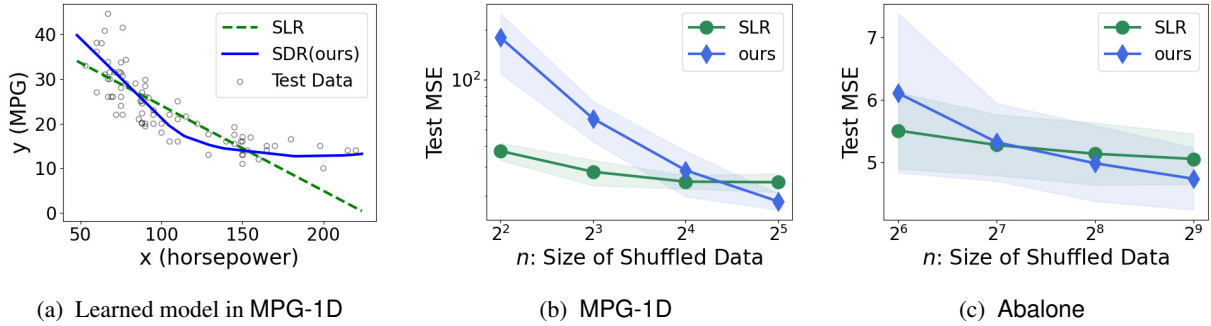 SLR
SDR(ours)
Test Data
y (MPG)
40
30
20
10
0
50
100
150
200
x (horsepower)
(a) Learned model in MPG-1D
SLR
ours
Test MSE
10²
2²
2³
2⁴
2⁵
n: Size of Shuffled Data
(b) MPG-1D
SLR
ours
Test MSE
7
6
5
2⁶
2⁷
2⁸
2⁹
n: Size of Shuffled Data
(c) Abalone